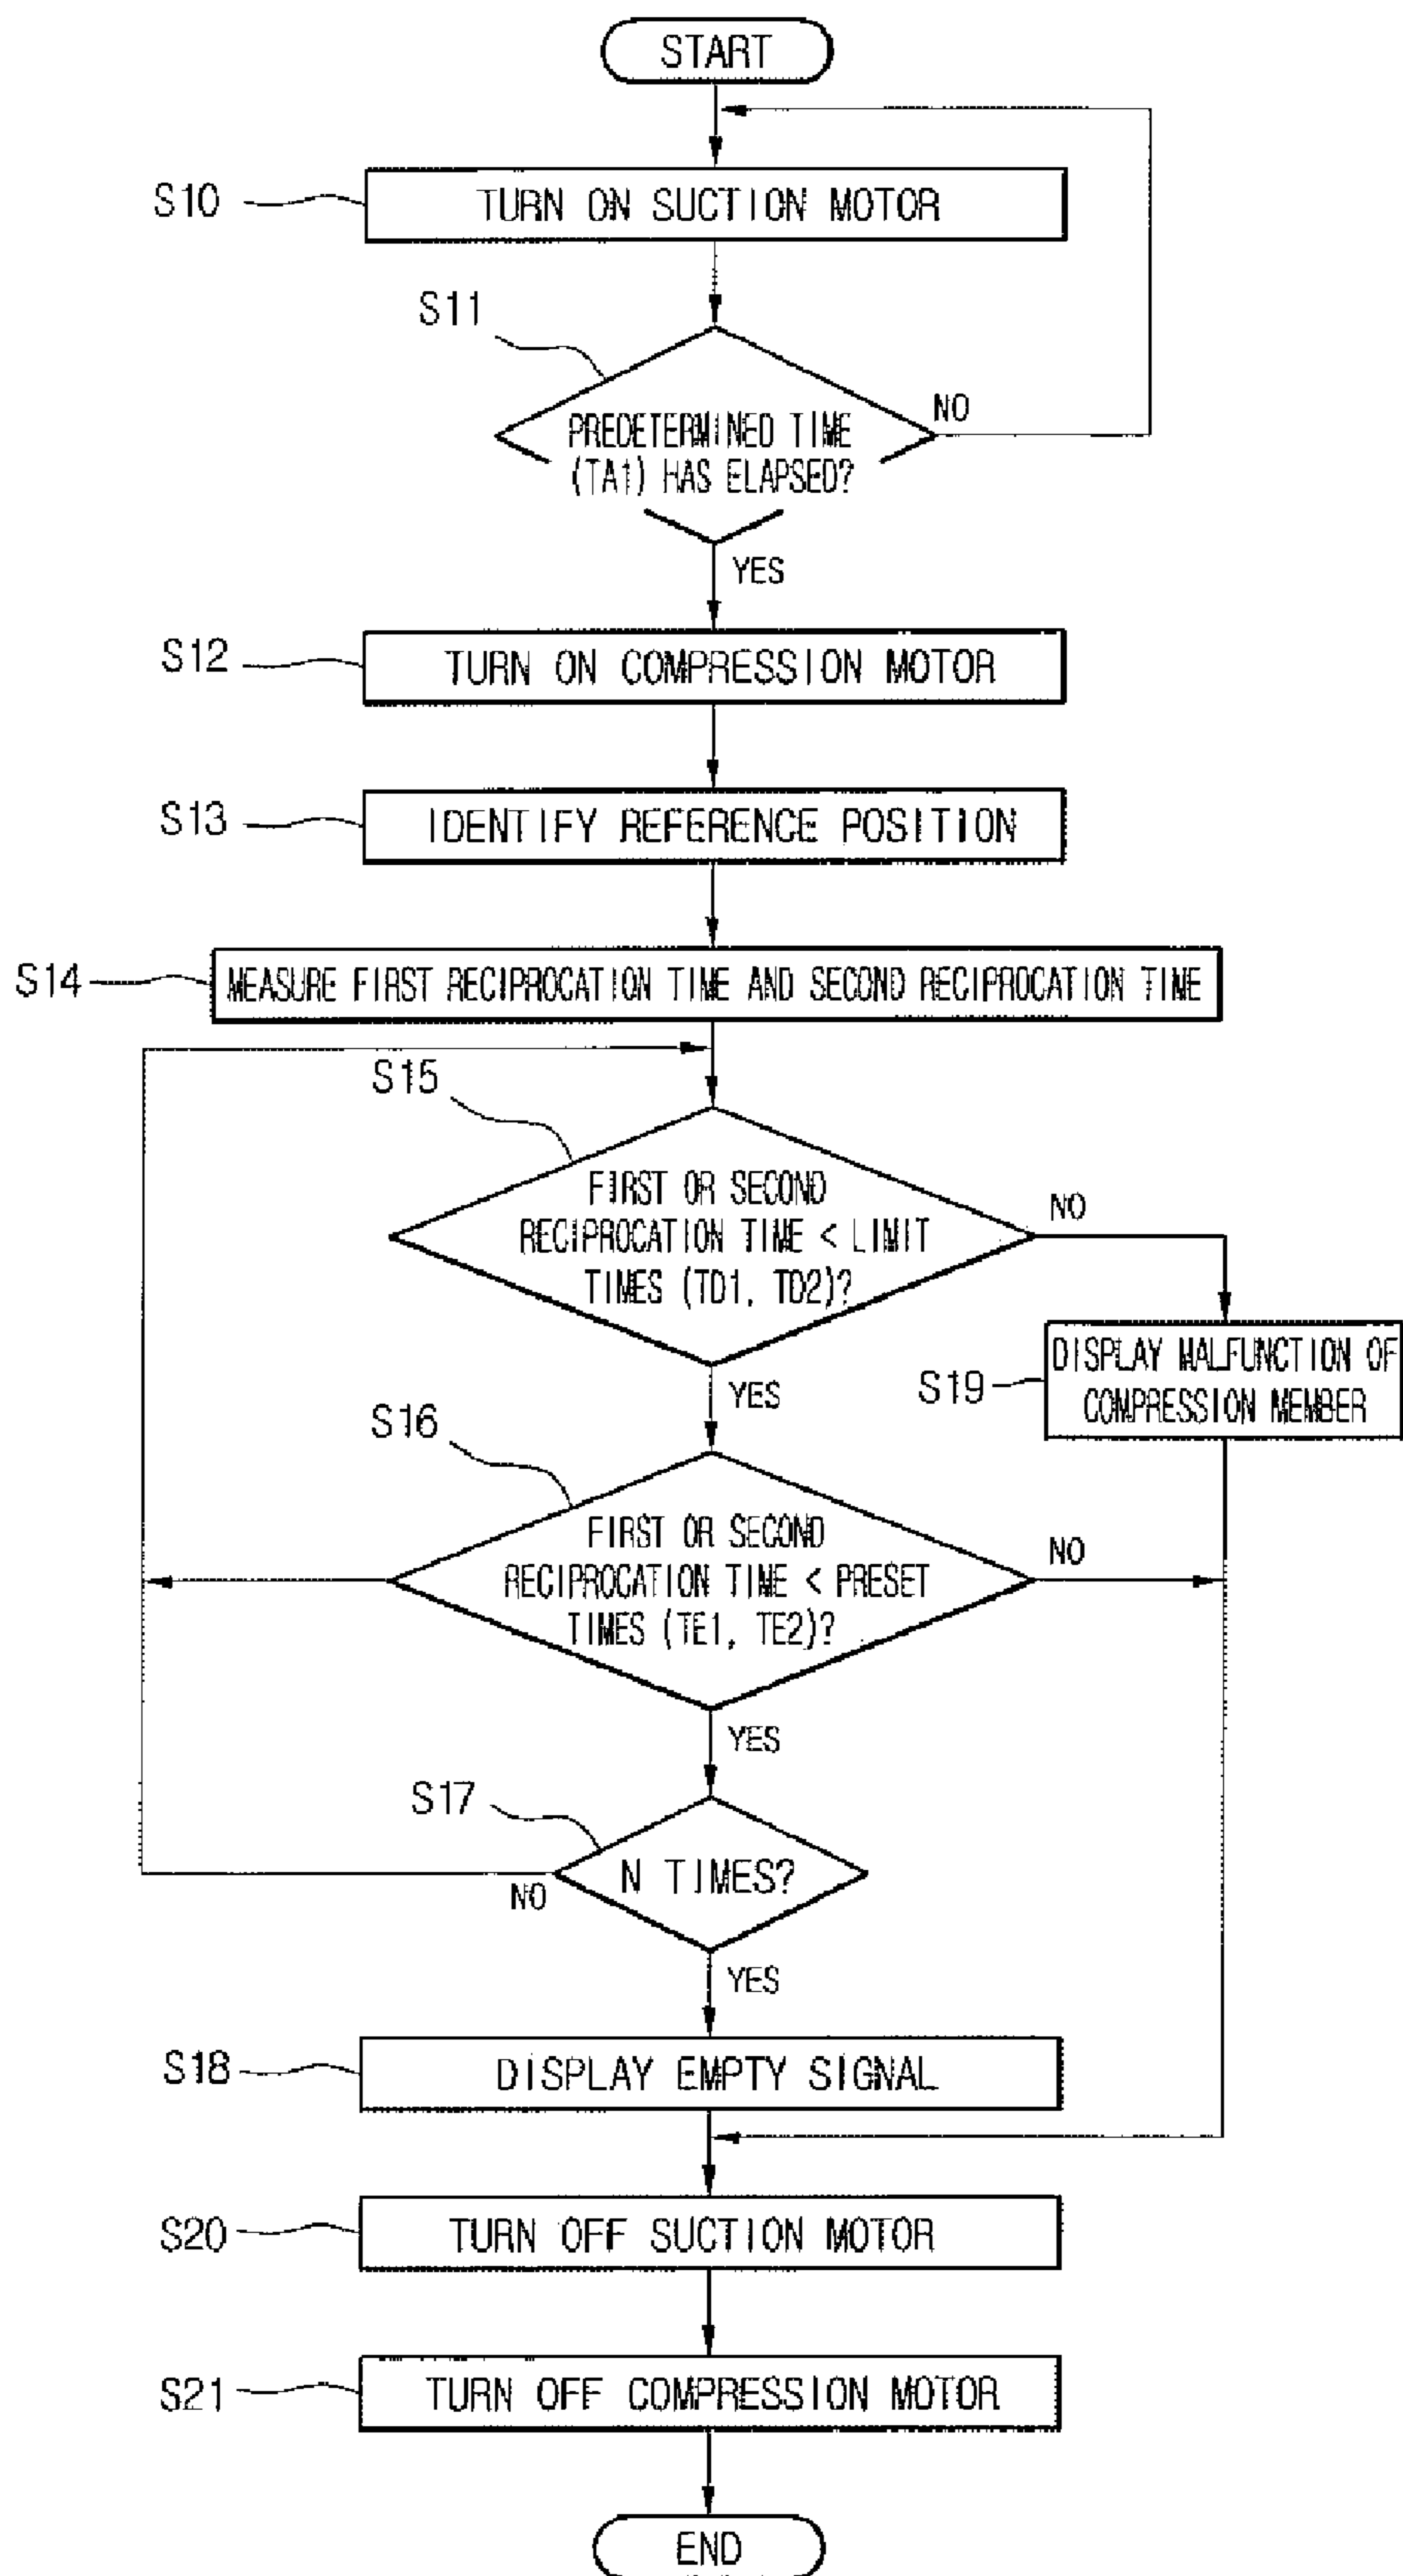 START
S10
TURN ON SUCTION MOTOR
S11
PREDETERMINED TIME
(TA1) HAS ELAPSED?
NO
YES
S12
TURN ON COMPRESSION MOTOR
S13
IDENTIFY REFERENCE POSITION
S14
MEASURE FIRST RECIPROCATION TIME AND SECOND RECIPROCATION TIME
S15
FIRST OR SECOND
RECIPROCATION TIME < LIMIT
TIMES (TD1, TD2)?
NO
YES
S19
DISPLAY MALFUNCTION OF
COMPRESSION MEMBER
S16
FIRST OR SECOND
RECIPROCATION TIME < PRESET
TIMES (TE1, TE2)?
NO
YES
S17
N TIMES?
NO
YES
S18
DISPLAY EMPTY SIGNAL
S20
TURN OFF SUCTION MOTOR
S21
TURN OFF COMPRESSION MOTOR
END